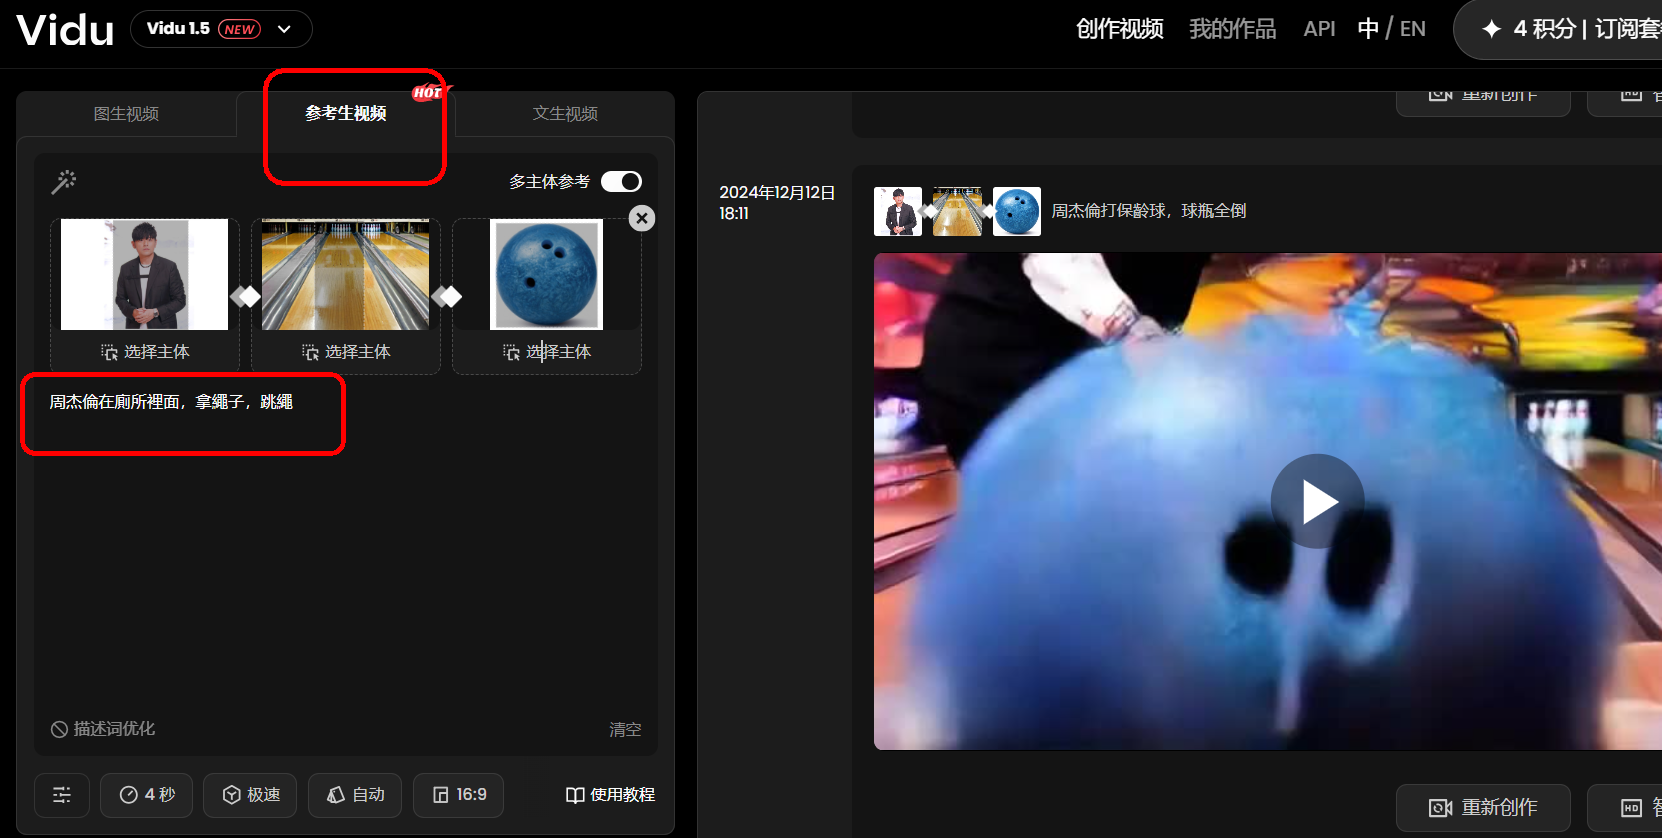 Vidu
Vidu 1.5 NEW
创作视频 我的作品 API 中 / EN
4 积分 | 订阅套
图生视频
参考生视频
HOT
文生视频
多主体参考
选择主体
选择主体
选择主体
周杰倫在廁所裡面，拿繩子，跳繩
描述词优化
清空
4 秒
极速
自动
16:9
使用教程
重新创作
HD
2024年12月12日
18:11
周杰倫打保龄球，球瓶全倒
重新创作
HD 智